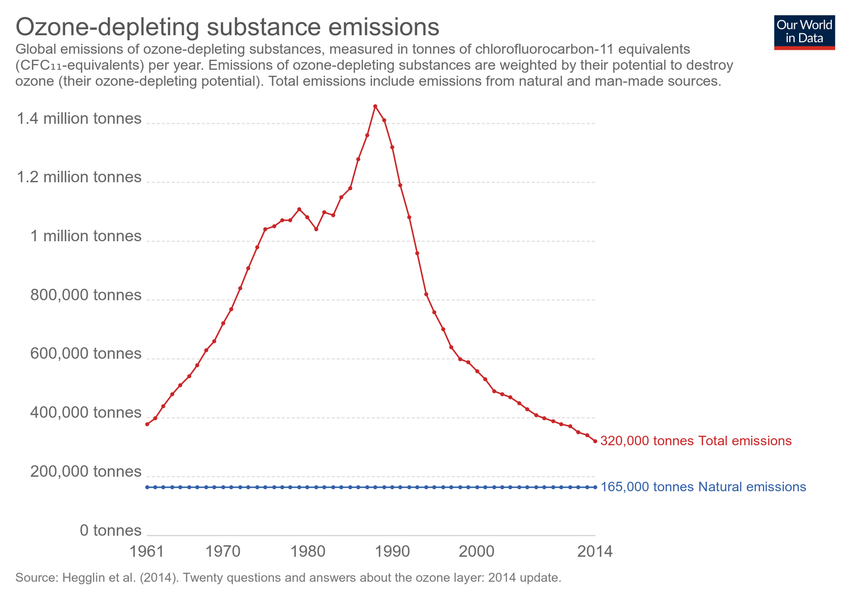 Ozone-depleting substance emissions
Our World
in Data
Global emissions of ozone-depleting substances, measured in tonnes of chlorofluorocarbon-11 equivalents
(CFC₁₁-equivalents) per year. Emissions of ozone-depleting substances are weighted by their potential to destroy
ozone (their ozone-depleting potential). Total emissions include emissions from natural and man-made sources.
1.4 million tonnes
1.2 million tonnes
1 million tonnes
800,000 tonnes
600,000 tonnes
400,000 tonnes
320,000 tonnes Total emissions
200,000 tonnes
165,000 tonnes Natural emissions
0 tonnes
1961 1970 1980 1990 2000 2014
Source: Hegglin et al. (2014). Twenty questions and answers about the ozone layer: 2014 update.